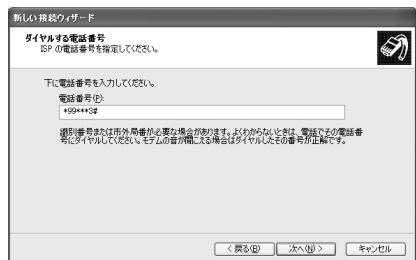 新しい接続ウィザード
ダイヤルする電話番号
ISP の電話番号を指定してください。
下に電話番号を入力してください。
電話番号(P):
*99***3#
識別番号または市外局番が必要な場合があります。よくわからないときは、電話でその電話番
号にダイヤルしてください。モデムの音が聞こえる場合はダイヤルしたその番号が正解です。
< 戻る(B)
次へ(N) >
キャンセル